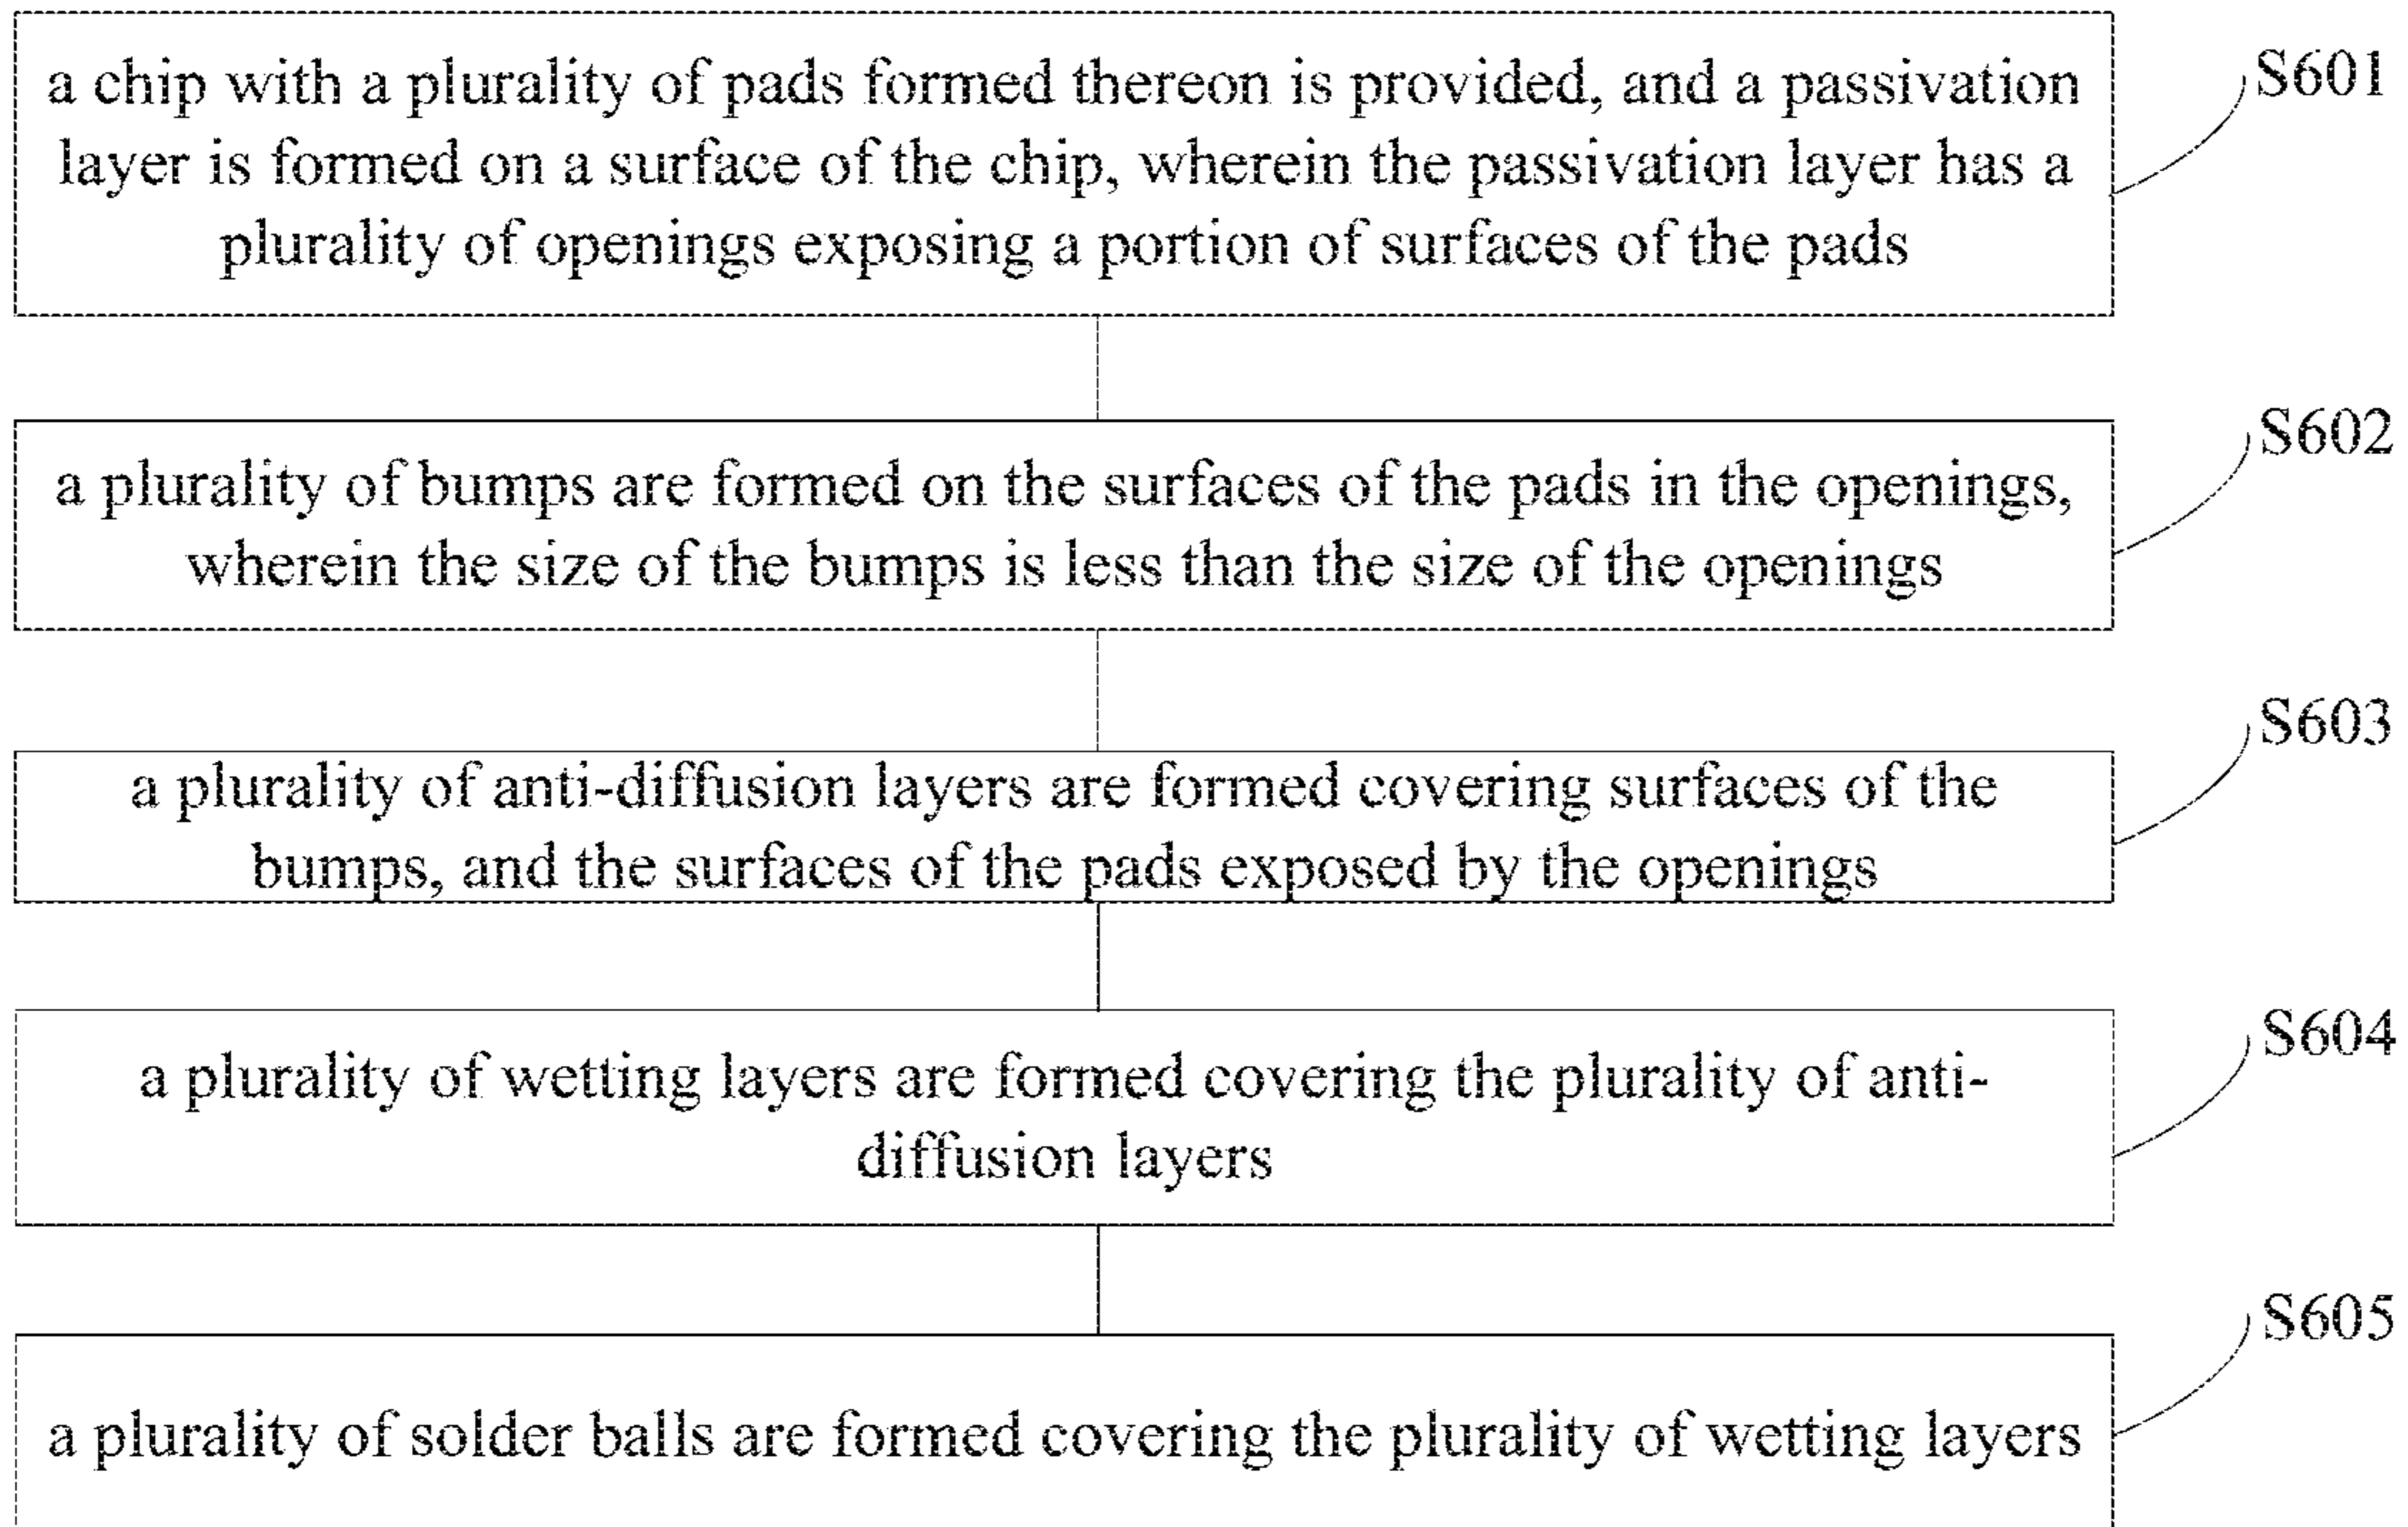 a chip with a plurality of pads formed thereon is provided, and a passivation
layer is formed on a surface of the chip, wherein the passivation layer has a
plurality of openings exposing a portion of surfaces of the pads
S601
a plurality of bumps are formed on the surfaces of the pads in the openings,
wherein the size of the bumps is less than the size of the openings
S602
a plurality of anti-diffusion layers are formed covering surfaces of the
bumps, and the surfaces of the pads exposed by the openings
S603
a plurality of wetting layers are formed covering the plurality of anti-
diffusion layers
S604
a plurality of solder balls are formed covering the plurality of wetting layers
S605